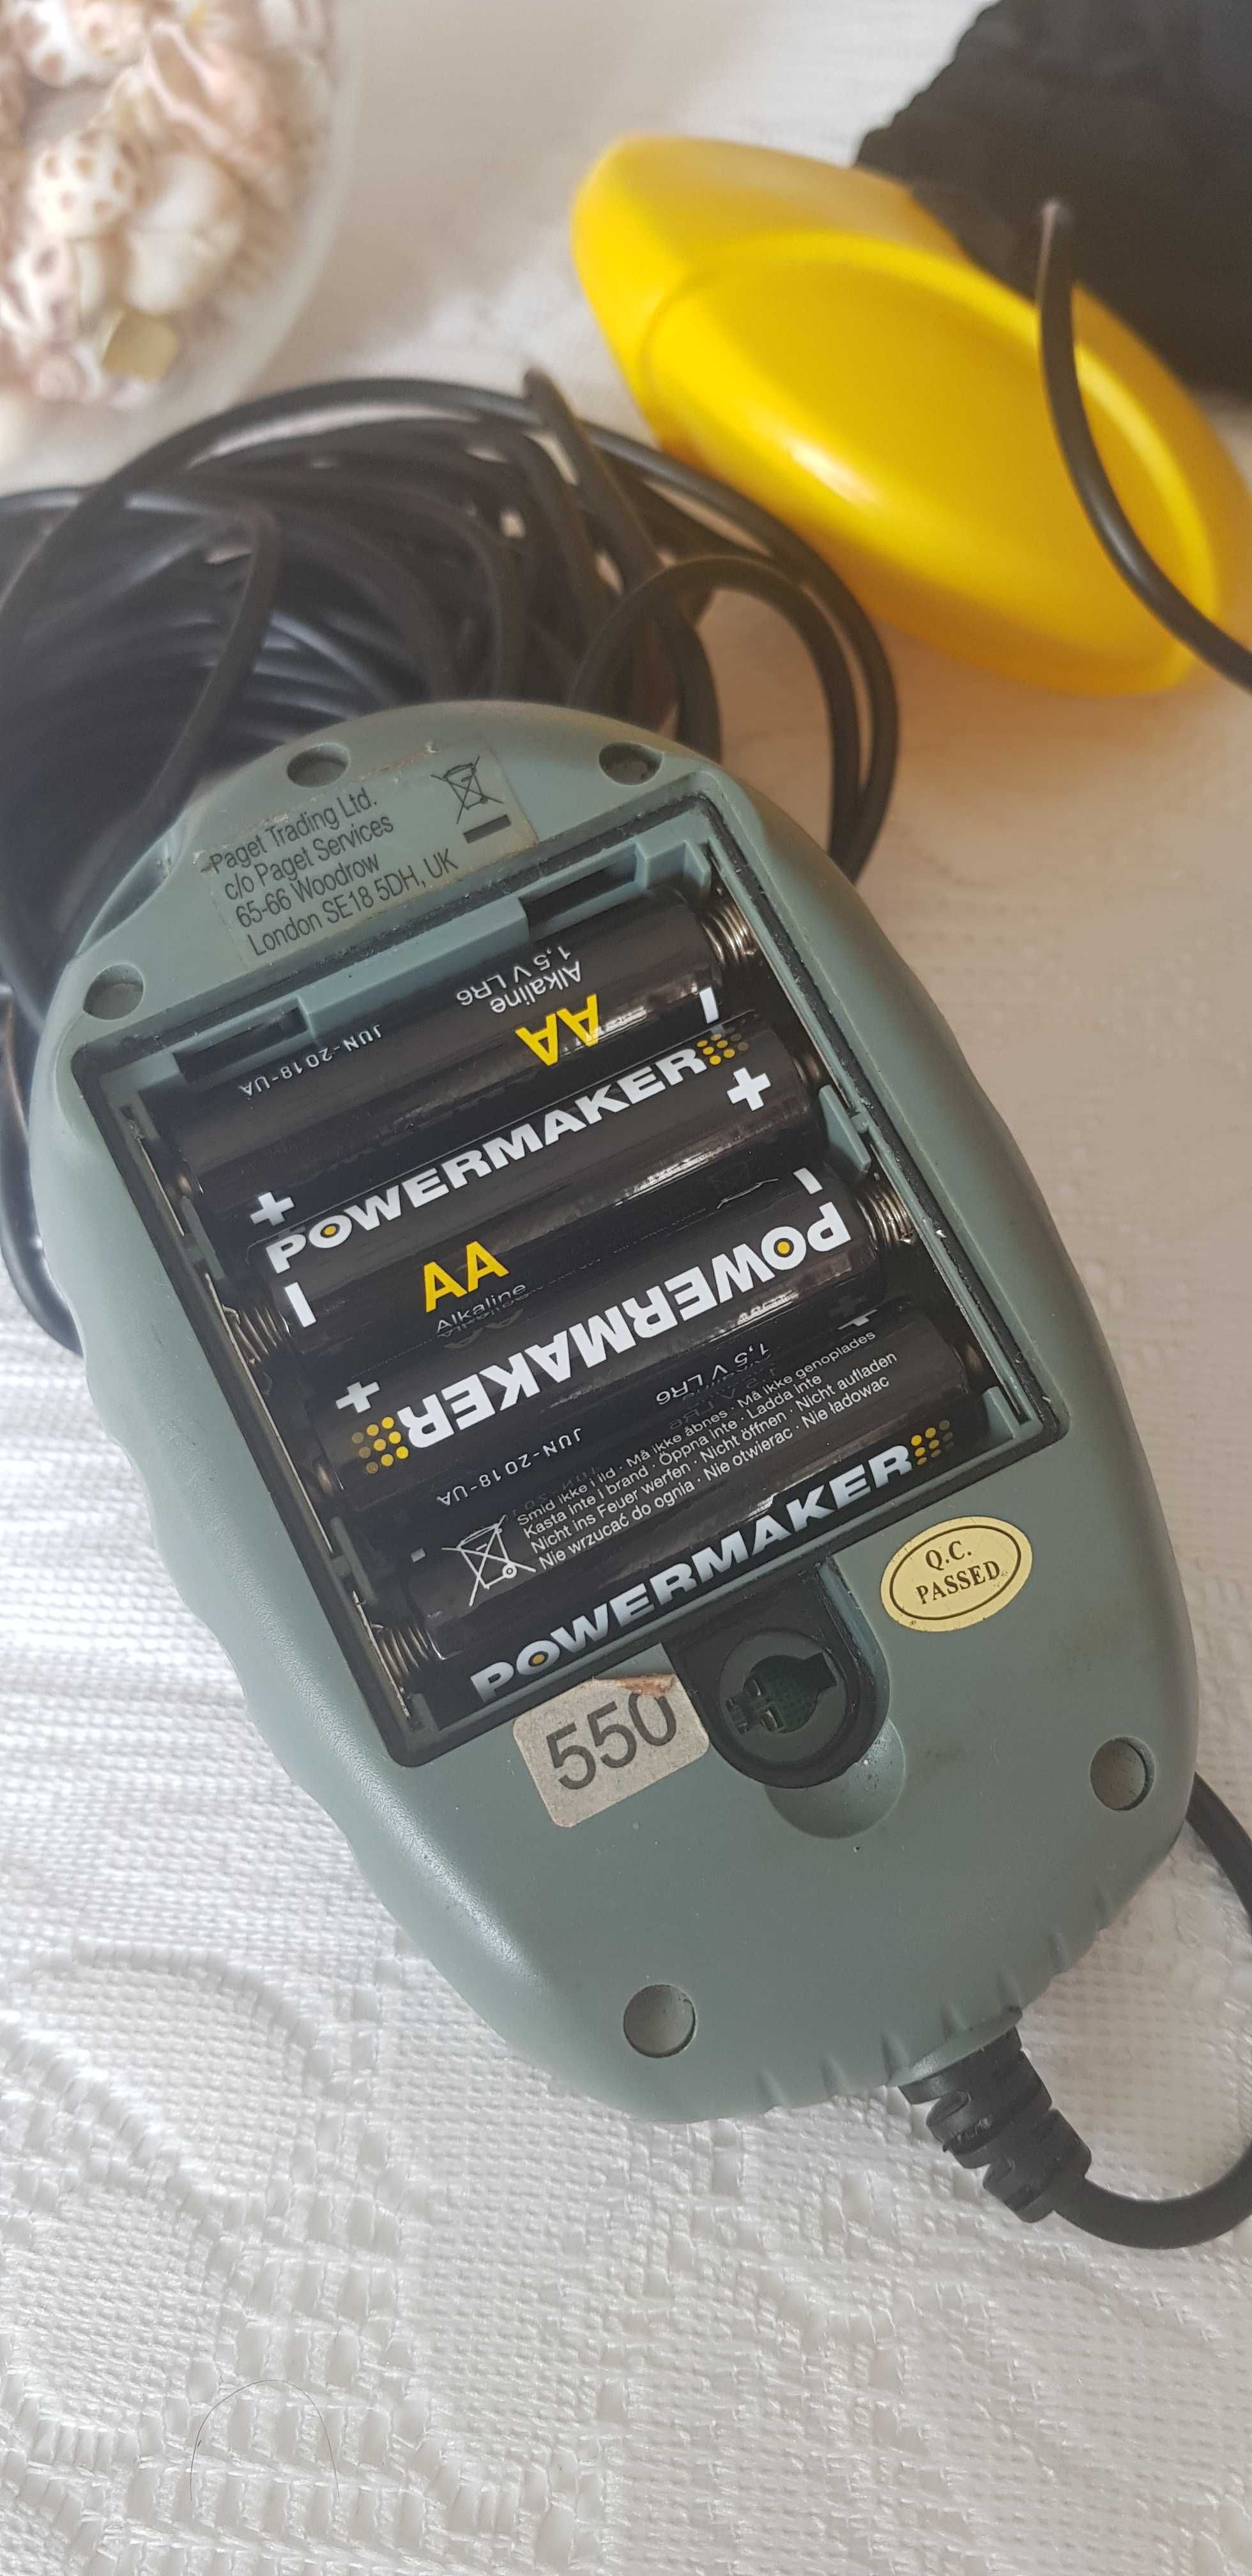 Paget Trading Ltd.
c/o Paget Services
65-66 Woodrow
London SE18 5DH, UK
JUN-2018-UA
1,5 V LR6
Alkaline
AA
POWERMAKER
AA
Alkaline
POWERMAKER
1,5 V LR6
JUN-2018-UA
Smid ikke i ild · Må ikke åbnes · Må ikke genoplades
Kasta inte i brand · Öppna inte · Ladda inte
Nicht ins Feuer werfen · Nicht öffnen · Nicht aufladen
Nie wrzucać do ognia · Nie otwierac · Nie ładowac
POWERMAKER
Q.C.
PASSED
550